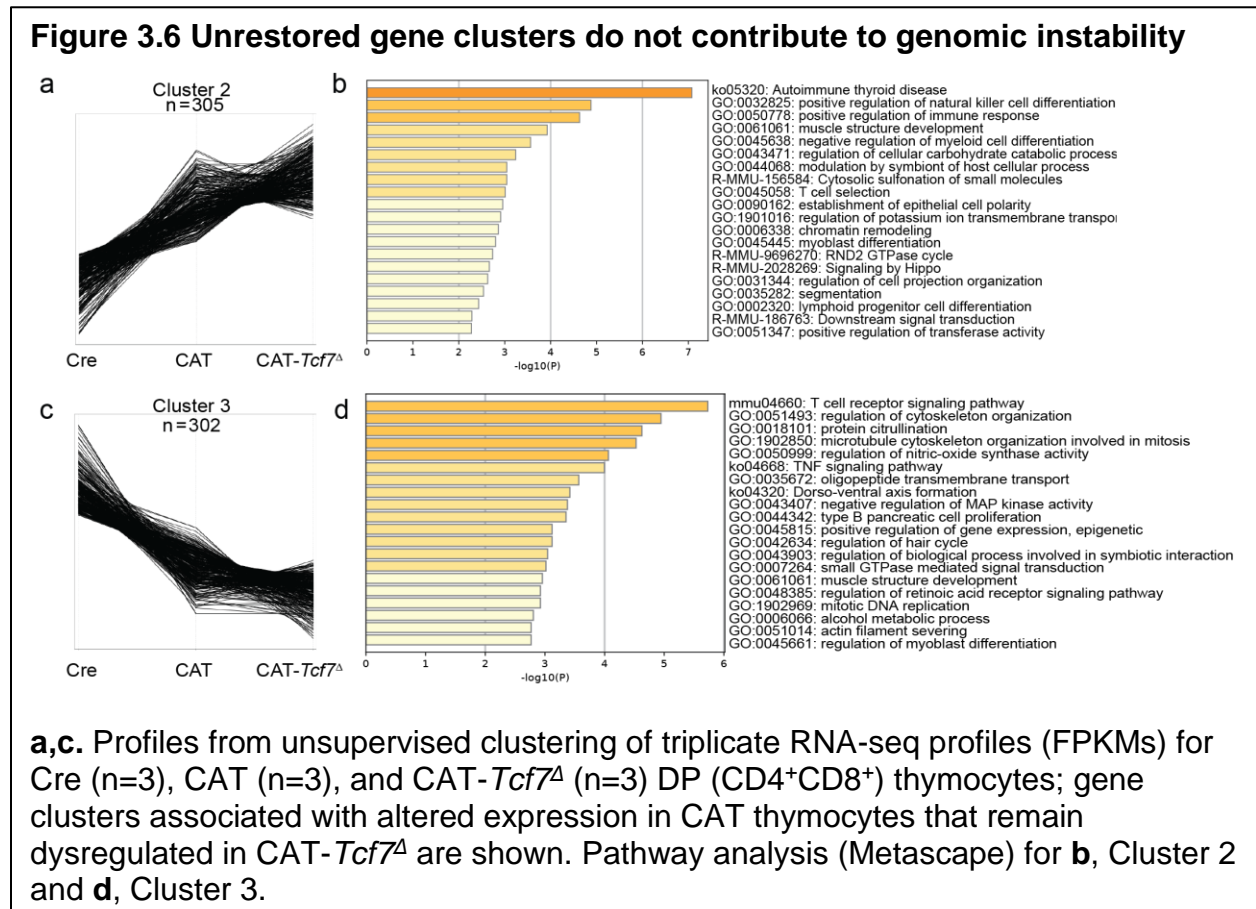 Figure 3.6 Unrestored gene clusters do not contribute to genomic instability
a
Cluster 2
n=305
Cre
CAT
CAT-Tcf7Δ
b
ko05320: Autoimmune thyroid disease
GO:0032825: positive regulation of natural killer cell differentiation
GO:0050778: positive regulation of immune response
GO:0061061: muscle structure development
GO:0045638: negative regulation of myeloid cell differentiation
GO:0043471: regulation of cellular carbohydrate catabolic process
GO:0044068: modulation by symbiont of host cellular process
R-MMU-156584: Cytosolic sulfonation of small molecules
GO:0045058: T cell selection
GO:0090162: establishment of epithelial cell polarity
GO:1901016: regulation of potassium ion transmembrane transpo
GO:0006338: chromatin remodeling
GO:0045445: myoblast differentiation
R-MMU-9696270: RND2 GTPase cycle
R-MMU-2028269: Signaling by Hippo
GO:0031344: regulation of cell projection organization
GO:0035282: segmentation
GO:0002320: lymphoid progenitor cell differentiation
R-MMU-186763: Downstream signal transduction
GO:0051347: positive regulation of transferase activity
0 1 2 3 4 5 6 7
-log10(P)
c
Cluster 3
n=302
Cre
CAT
CAT-Tcf7Δ
d
mmu04660: T cell receptor signaling pathway
GO:0051493: regulation of cytoskeleton organization
GO:0018101: protein citrullination
GO:1902850: microtubule cytoskeleton organization involved in mitosis
GO:0050999: regulation of nitric-oxide synthase activity
ko04668: TNF signaling pathway
GO:0035672: oligopeptide transmembrane transport
ko04320: Dorso-ventral axis formation
GO:0043407: negative regulation of MAP kinase activity
GO:0044342: type B pancreatic cell proliferation
GO:0045815: positive regulation of gene expression, epigenetic
GO:0042634: regulation of hair cycle
GO:0043903: regulation of biological process involved in symbiotic interaction
GO:0007264: small GTPase mediated signal transduction
GO:0061061: muscle structure development
GO:0048385: regulation of retinoic acid receptor signaling pathway
GO:1902969: mitotic DNA replication
GO:0006066: alcohol metabolic process
GO:0051014: actin filament severing
GO:0045661: regulation of myoblast differentiation
0 1 2 3 4 5 6
-log10(P)
a,c. Profiles from unsupervised clustering of triplicate RNA-seq profiles (FPKMs) for
Cre (n=3), CAT (n=3), and CAT-Tcf7Δ (n=3) DP (CD4+CD8+) thymocytes; gene
clusters associated with altered expression in CAT thymocytes that remain
dysregulated in CAT-Tcf7Δ are shown. Pathway analysis (Metascape) for b, Cluster 2
and d, Cluster 3.